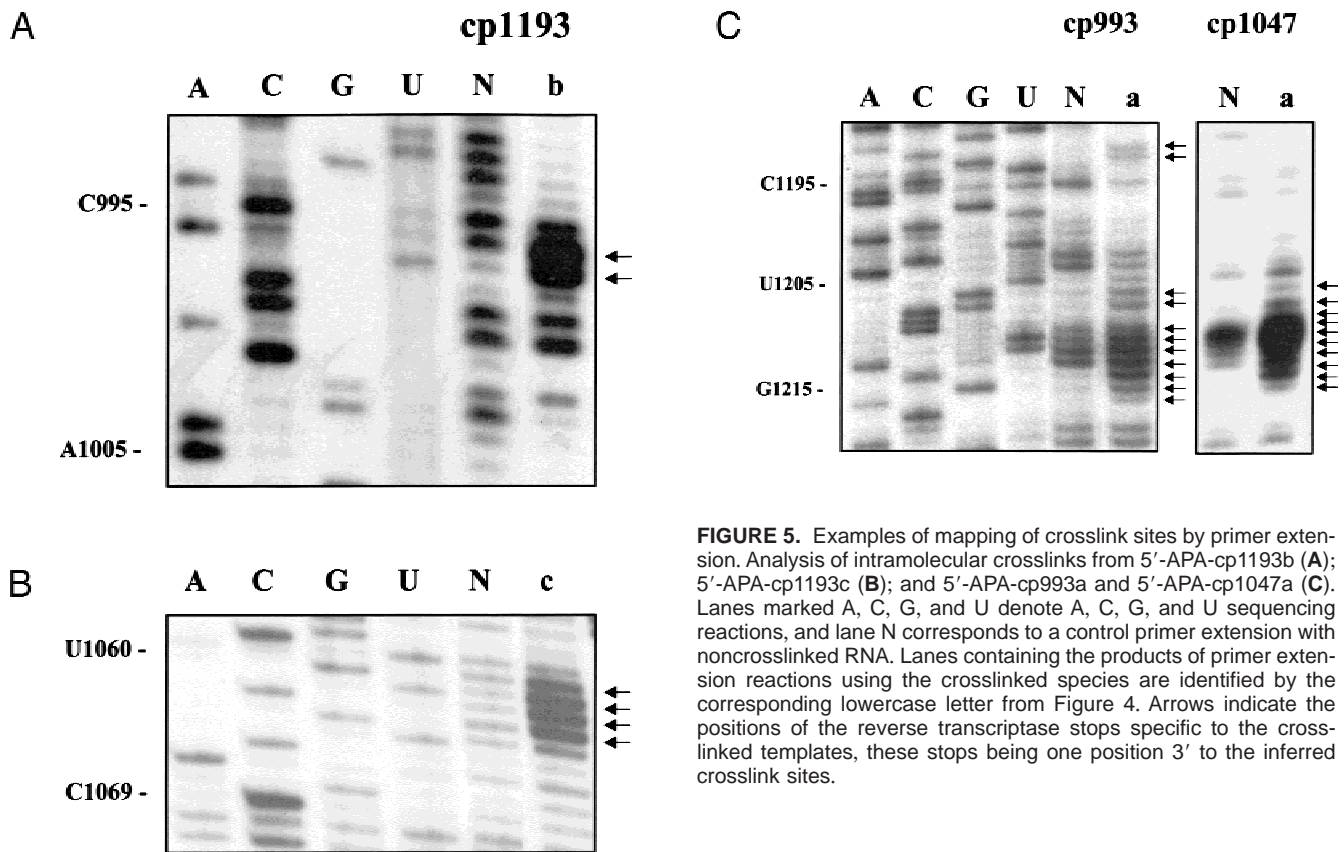 A
cp1193
A C G U N b
C995 -
A1005 -
B
A C G U N c
U1060 -
C1069 -
C
cp993 cp1047
A C G U N a N a
C1195 -
U1205 -
G1215 -
FIGURE 5. Examples of mapping of crosslink sites by primer exten-
sion. Analysis of intramolecular crosslinks from 5′-APA-cp1193b (A);
5′-APA-cp1193c (B); and 5′-APA-cp993a and 5′-APA-cp1047a (C).
Lanes marked A, C, G, and U denote A, C, G, and U sequencing
reactions, and lane N corresponds to a control primer extension with
noncrosslinked RNA. Lanes containing the products of primer exten-
sion reactions using the crosslinked species are identified by the
corresponding lowercase letter from Figure 4. Arrows indicate the
positions of the reverse transcriptase stops specific to the cross-
linked templates, these stops being one position 3′ to the inferred
crosslink sites.